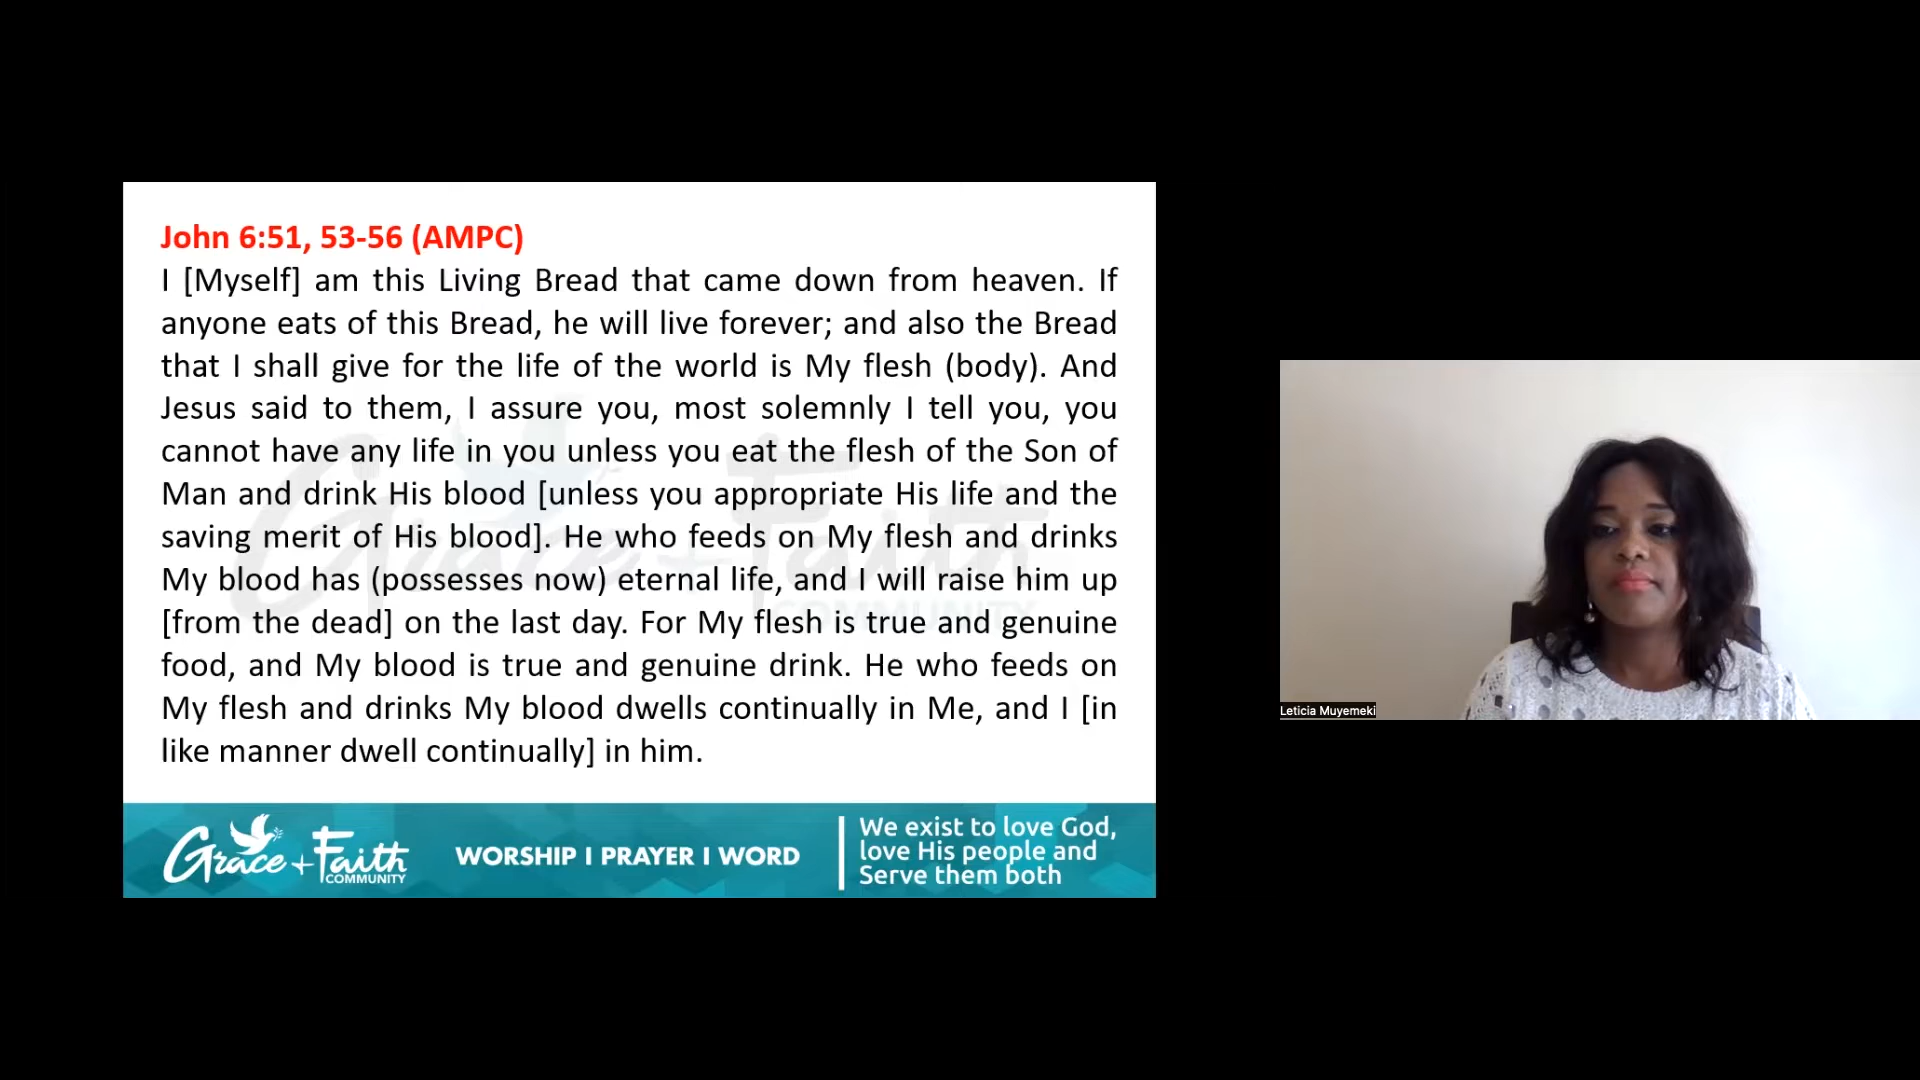 John 6:51, 53-56 (AMPC)
I [Myself] am this Living Bread that came down from heaven. If
anyone eats of this Bread, he will live forever; and also the Bread
that I shall give for the life of the world is My flesh (body). And
Jesus said to them, I assure you, most solemnly I tell you, you
cannot have any life in you unless you eat the flesh of the Son of
Man and drink His blood [unless you appropriate His life and the
saving merit of His blood]. He who feeds on My flesh and drinks
My blood has (possesses now) eternal life, and I will raise him up
[from the dead] on the last day. For My flesh is true and genuine
food, and My blood is true and genuine drink. He who feeds on
My flesh and drinks My blood dwells continually in Me, and I [in
like manner dwell continually] in him.
Grace + Faith
COMMUNITY
Grace + Faith
COMMUNITY
WORSHIP I PRAYER I WORD
We exist to love God,
love His people and
Serve them both
Leticia Muyemeki